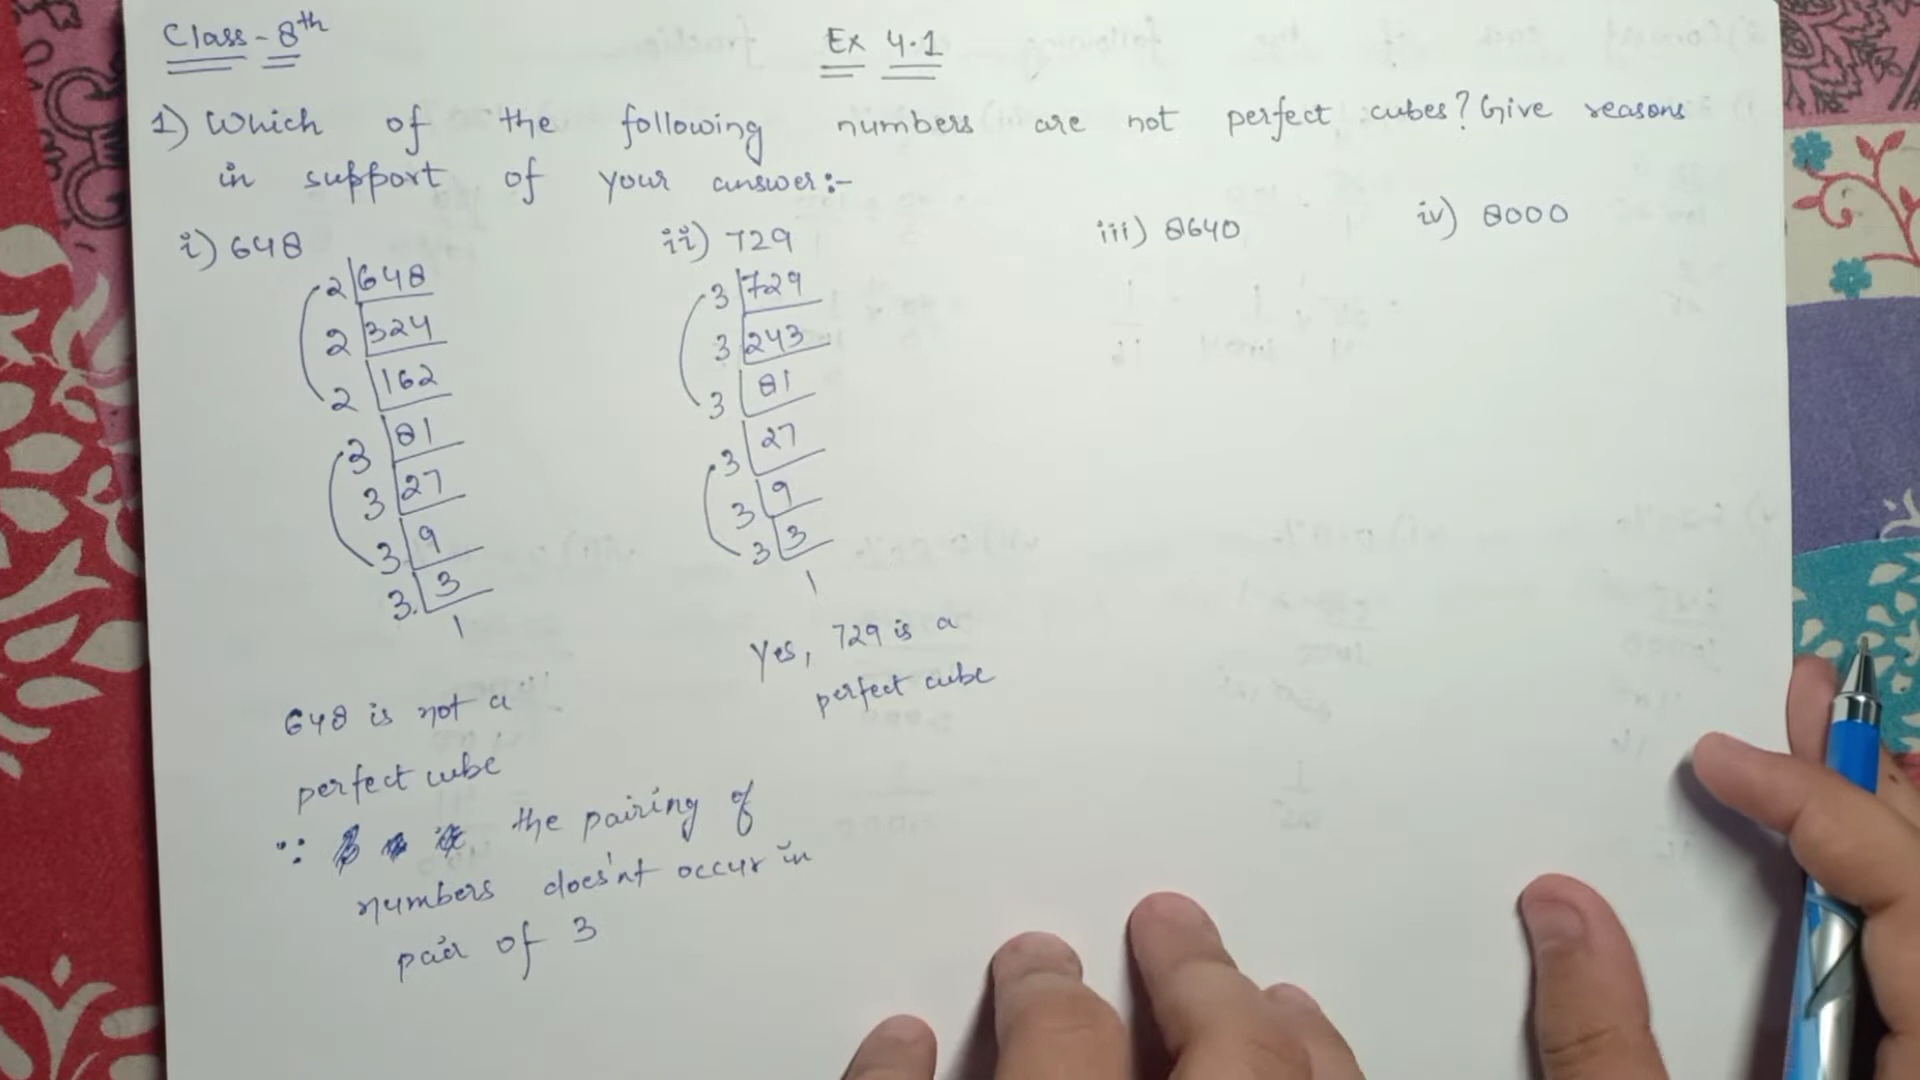 Class - 8th
Ex 4.1
1) Which of the following numbers are not perfect cubes? Give reasons
in support of your answer:-
i) 648
2 648
2 324
2 162
3 81
3 27
3 9
3 3
1
648 is not a
perfect cube
∵ the pairing of
numbers does'nt occur in
pair of 3
ii) 729
3 729
3 243
3 81
3 27
3 9
3 3
1
Yes, 729 is a
perfect cube
iii) 8640
iv) 8000